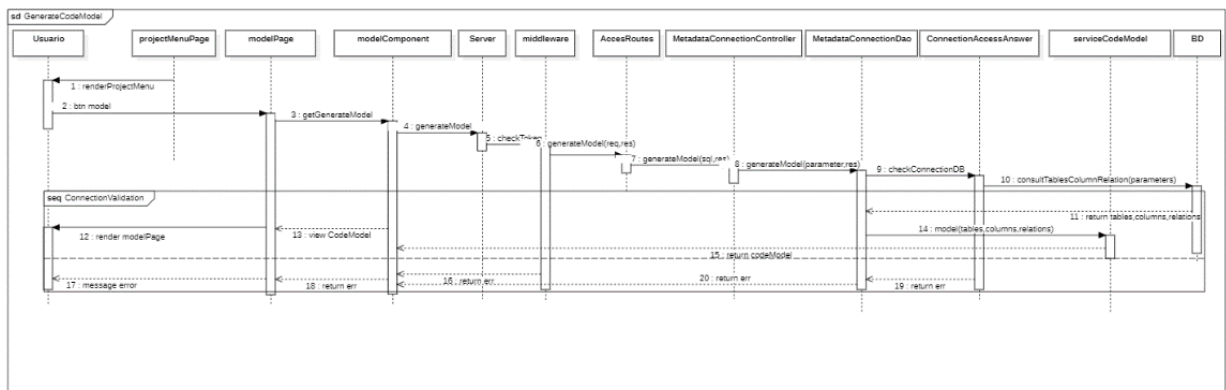 sd GenerateCodeModel
Usuario
projectMenuPage
modelPage
modelComponent
Server
middleware
AccesRoutes
MetadataConnectionController
MetadataConnectionDao
ConnectionAccessAnswer
serviceCodeModel
BD
1 : renderProjectMenu
2 : btn model
3 : getGenerateModel
4 : generateModel
5 : checkToken
6 : generateModel(req,res)
7 : generateModel(sql,res)
8 : generateModel(parameter,res)
9 : checkConnectionDB
10 : consultTablesColumnRelation(parameters)
seq ConnectionValidation
11 : return tables,columns,relations
12 : render modelPage
13 : view CodeModel
14 : model(tables,columns,relations)
15 : return codeModel
16 : return err
20 : return err
17 : message error
18 : return err
19 : return err